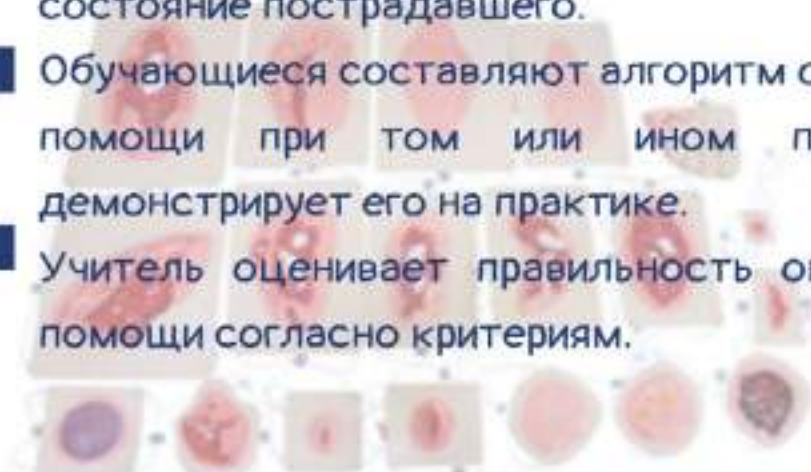 состояние пострадавшего.
Обучающиеся составляют алгоритм
помощи при том или ином
демонстрирует его на практике.
Учитель оценивает правильность
помощи согласно критериям.